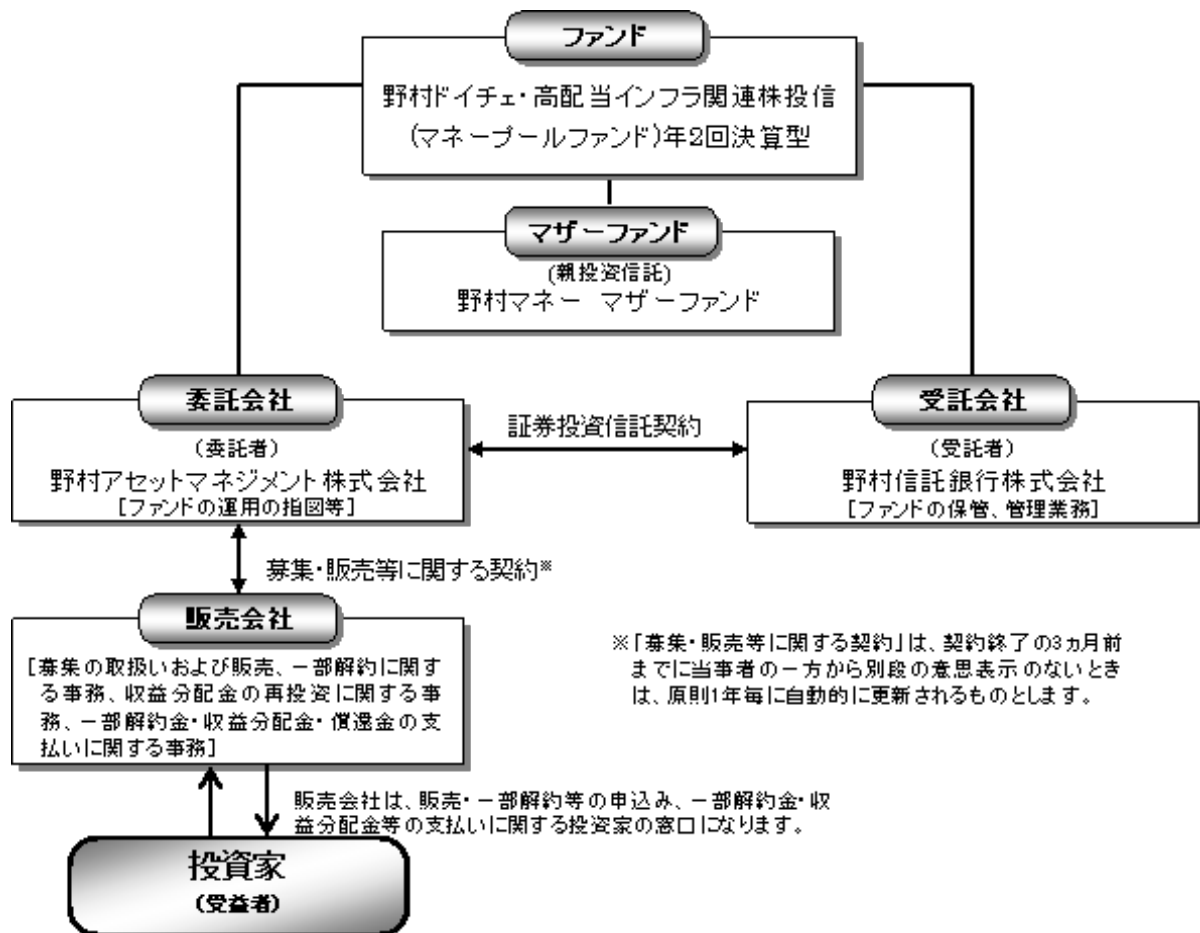 ファンド
野村ドイチェ・高配当インフラ関連株投信
(マネープールファンド)年2回決算型
マザーファンド
(親投資信託)
野村マネー マザーファンド
委託会社
(委託者)
野村アセットマネジメント株式会社
[ファンドの運用の指図等]
証券投資信託契約
受託会社
(受託者)
野村信託銀行株式会社
[ファンドの保管、管理業務]
募集・販売等に関する契約※
販売会社
[募集の取扱いおよび販売、一部解約に関す
る事務、収益分配金の再投資に関する事
務、一部解約金・収益分配金・償還金の支
払いに関する事務]
※「募集・販売等に関する契約」は、契約終了の3ヵ月前
までに当事者の一方から別段の意思表示のないとき
は、原則1年毎に自動的に更新されるものとします。
販売会社は、販売・一部解約等の申込み、一部解約金・収
益分配金等の支払いに関する投資家の窓口になります。
投資家
(受益者)